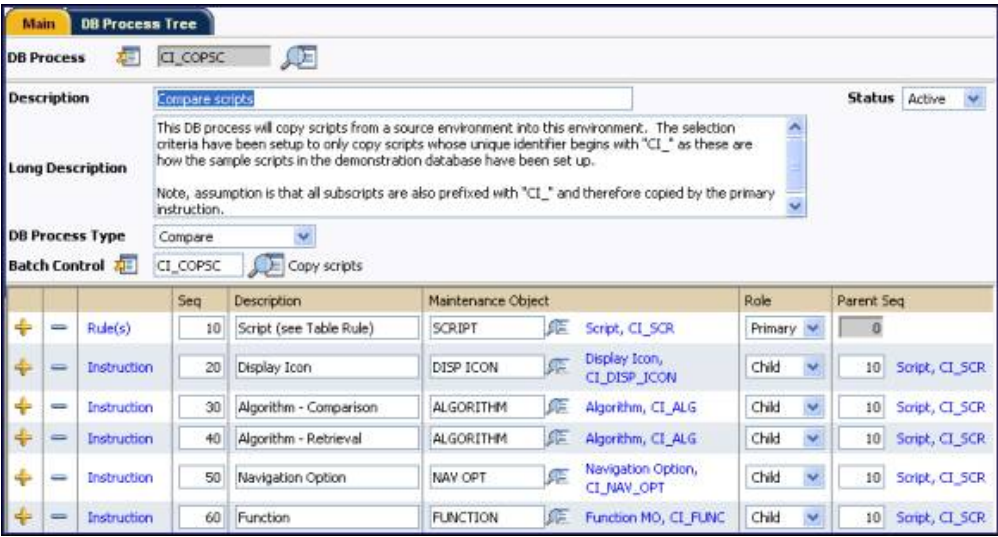 Main DB Process Tree
DB Process CI_COPSC
Description Compare scripts Status Active
Long Description
This DB process will copy scripts from a source environment into this environment. The selection
criteria have been setup to only copy scripts whose unique identifier begins with "CI_" as these are
how the sample scripts in the demonstration database have been set up.
Note, assumption is that all subscripts are also prefixed with "CI_" and therefore copied by the primary
instruction.
DB Process Type Compare
Batch Control CI_COPSC Copy scripts
Seq Description Maintenance Object Role Parent Seq
Rule(s) 10 Script (see Table Rule) SCRIPT Script, CI_SCR Primary 0
Instruction 20 Display Icon DISP ICON Display Icon, CI_DISP_ICON Child 10 Script, CI_SCR
Instruction 30 Algorithm - Comparison ALGORITHM Algorithm, CI_ALG Child 10 Script, CI_SCR
Instruction 40 Algorithm - Retrieval ALGORITHM Algorithm, CI_ALG Child 10 Script, CI_SCR
Instruction 50 Navigation Option NAV OPT Navigation Option, CI_NAV_OPT Child 10 Script, CI_SCR
Instruction 60 Function FUNCTION Function MO, CI_FUNC Child 10 Script, CI_SCR